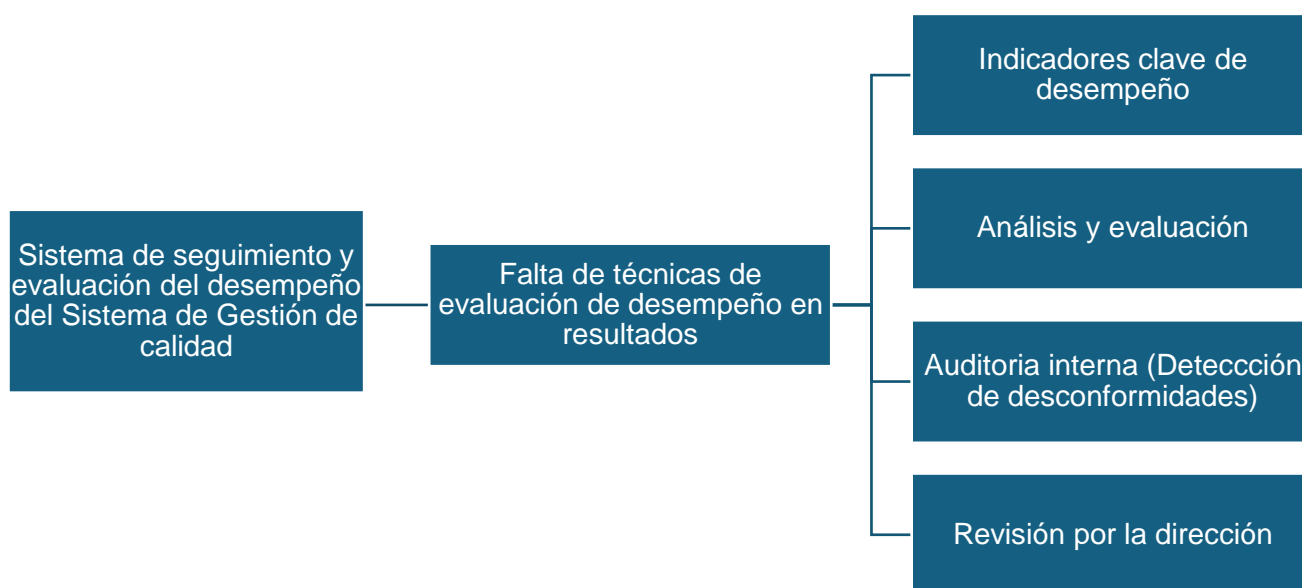 Sistema de seguimiento y
evaluación del desempeño
del Sistema de Gestión de
calidad
Falta de técnicas de
evaluación de desempeño en
resultados
Indicadores clave de
desempeño
Análisis y evaluación
Auditoria interna (Deteccción
de desconformidades)
Revisión por la dirección